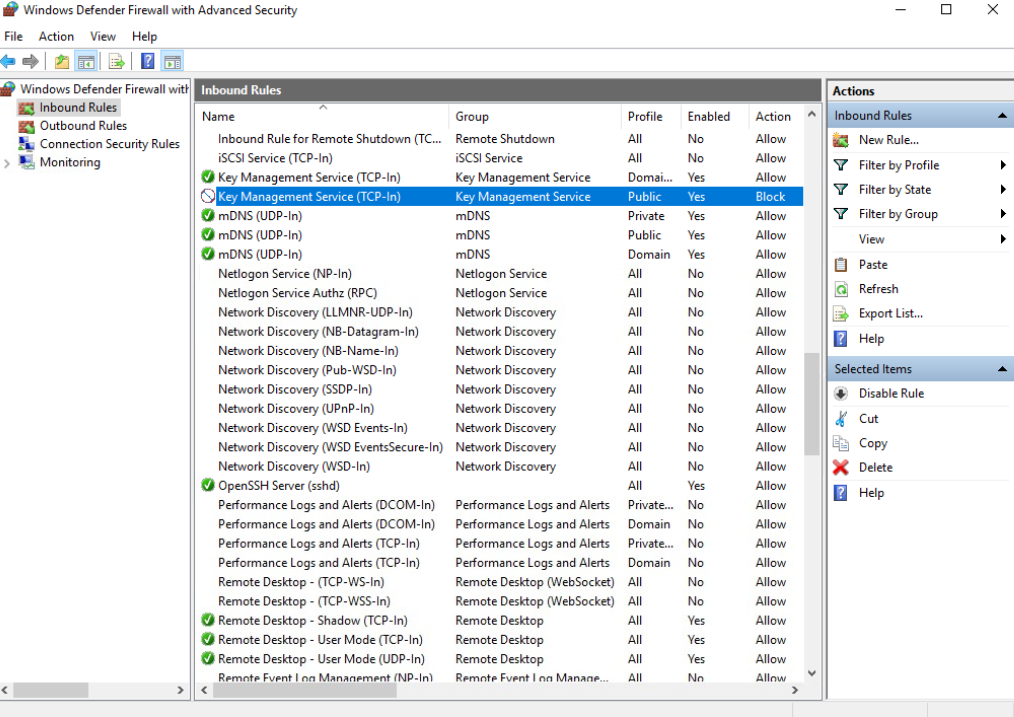 Windows Defender Firewall with Advanced Security
File Action View Help
Windows Defender Firewall with
Inbound Rules
Outbound Rules
Connection Security Rules
Monitoring
Inbound Rules
Name Group Profile Enabled Action
Inbound Rule for Remote Shutdown (TC... Remote Shutdown All No Allow
iSCSI Service (TCP-In) iSCSI Service All No Allow
Key Management Service (TCP-In) Key Management Service Domai... Yes Allow
Key Management Service (TCP-In) Key Management Service Public Yes Block
mDNS (UDP-In) mDNS Private Yes Allow
mDNS (UDP-In) mDNS Public Yes Allow
mDNS (UDP-In) mDNS Domain Yes Allow
Netlogon Service (NP-In) Netlogon Service All No Allow
Netlogon Service Authz (RPC) Netlogon Service All No Allow
Network Discovery (LLMNR-UDP-In) Network Discovery All No Allow
Network Discovery (NB-Datagram-In) Network Discovery All No Allow
Network Discovery (NB-Name-In) Network Discovery All No Allow
Network Discovery (Pub-WSD-In) Network Discovery All No Allow
Network Discovery (SSDP-In) Network Discovery All No Allow
Network Discovery (UPnP-In) Network Discovery All No Allow
Network Discovery (WSD Events-In) Network Discovery All No Allow
Network Discovery (WSD EventsSecure-In) Network Discovery All No Allow
Network Discovery (WSD-In) Network Discovery All No Allow
OpenSSH Server (sshd) All Yes Allow
Performance Logs and Alerts (DCOM-In) Performance Logs and Alerts Private... No Allow
Performance Logs and Alerts (DCOM-In) Performance Logs and Alerts Domain No Allow
Performance Logs and Alerts (TCP-In) Performance Logs and Alerts Private... No Allow
Performance Logs and Alerts (TCP-In) Performance Logs and Alerts Domain No Allow
Remote Desktop - (TCP-WS-In) Remote Desktop (WebSocket) All No Allow
Remote Desktop - (TCP-WSS-In) Remote Desktop (WebSocket) All No Allow
Remote Desktop - Shadow (TCP-In) Remote Desktop All Yes Allow
Remote Desktop - User Mode (TCP-In) Remote Desktop All Yes Allow
Remote Desktop - User Mode (UDP-In) Remote Desktop All Yes Allow
Remote Event Log Management (NP-In) Remote Event Log Manage... All No Allow
Actions
Inbound Rules
New Rule...
Filter by Profile
Filter by State
Filter by Group
View
Paste
Refresh
Export List...
Help
Selected Items
Disable Rule
Cut
Copy
Delete
Help